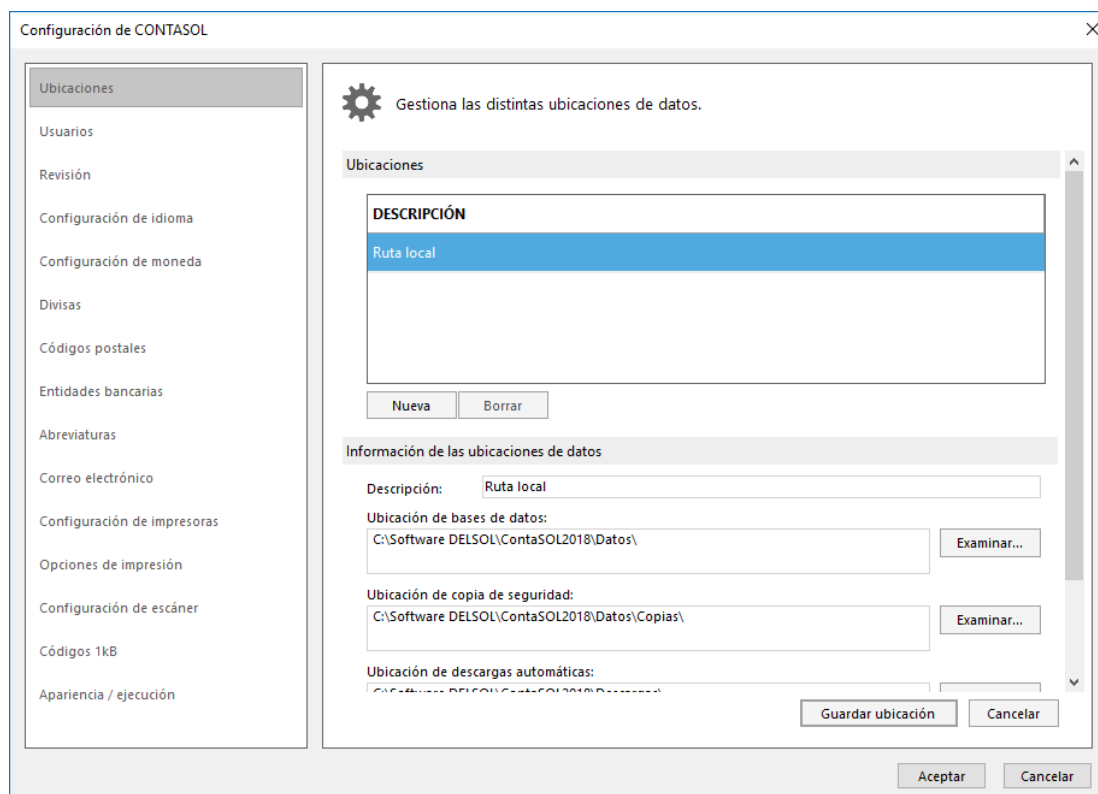 Configuración de CONTASOL
Ubicaciones
Usuarios
Revisión
Configuración de idioma
Configuración de moneda
Divisas
Códigos postales
Entidades bancarias
Abreviaturas
Correo electrónico
Configuración de impresoras
Opciones de impresión
Configuración de escáner
Códigos 1kB
Apariencia / ejecución
Gestiona las distintas ubicaciones de datos.
Ubicaciones
DESCRIPCIÓN
Ruta local
Nueva Borrar
Información de las ubicaciones de datos
Descripción: Ruta local
Ubicación de bases de datos:
C:\Software DELSOL\ContaSOL2018\Datos\ Examinar...
Ubicación de copia de seguridad:
C:\Software DELSOL\ContaSOL2018\Datos\Copias\ Examinar...
Ubicación de descargas automáticas:
C:\Software DELSOL\ContaSOL2018\Descargas\
Guardar ubicación Cancelar
Aceptar Cancelar